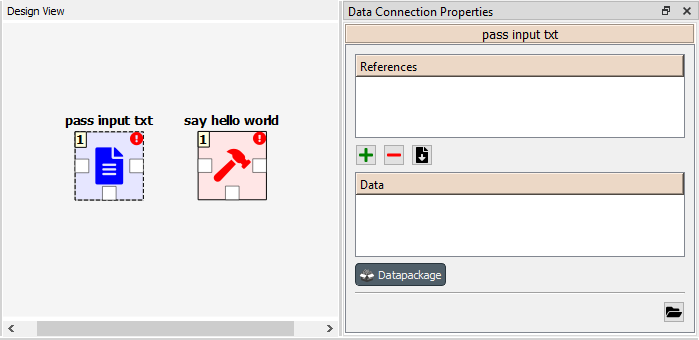 Design View
pass input txt
say hello world
1
1
Data Connection Properties
pass input txt
References
Data
Datapackage